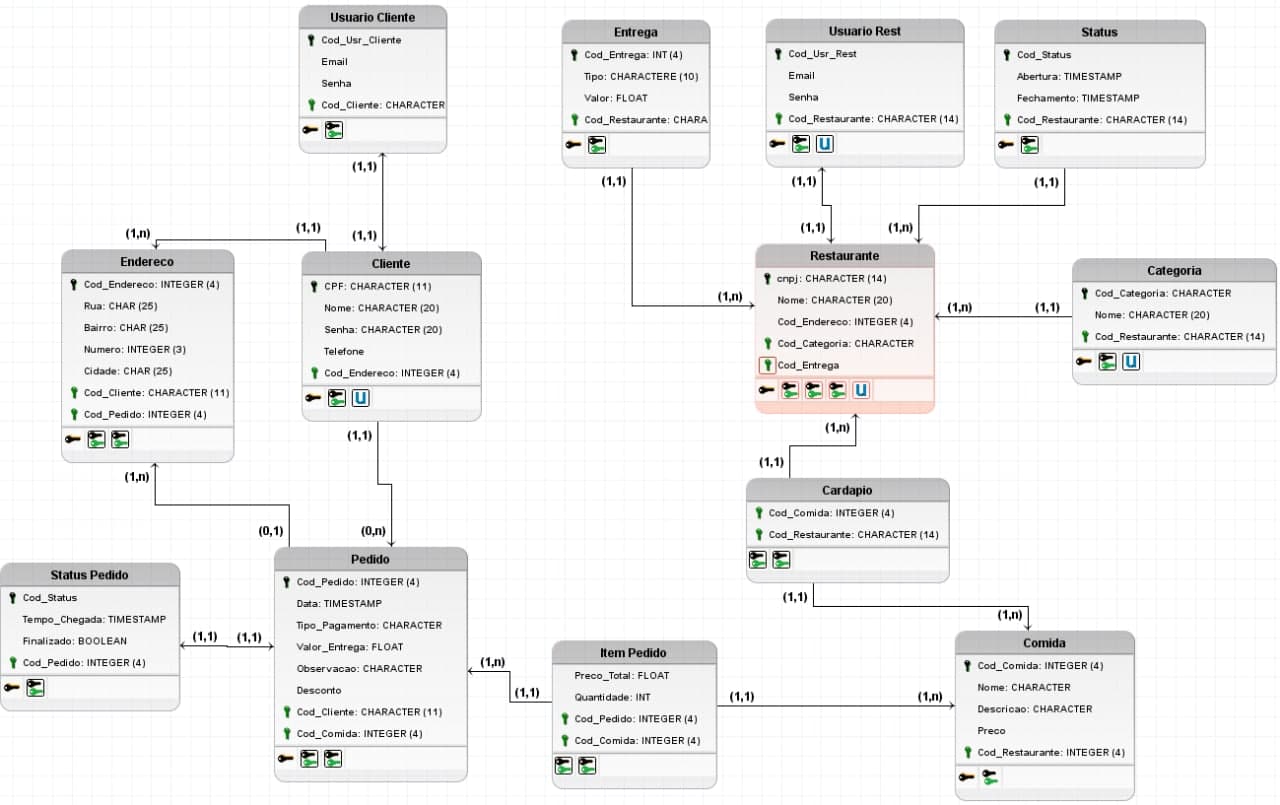 Usuario Cliente
Cod_Usr_Cliente
Email
Senha
Cod_Cliente: CHARACTER
Entrega
Cod_Entrega: INT (4)
Tipo: CHARACTERE (10)
Valor: FLOAT
Cod_Restaurante: CHARA
Usuario Rest
Cod_Usr_Rest
Email
Senha
Cod_Restaurante: CHARACTER (14)
U
Status
Cod_Status
Abertura: TIMESTAMP
Fechamento: TIMESTAMP
Cod_Restaurante: CHARACTER (14)
(1,1)
(1,1)
(1,1)
(1,1)
(1,n)
(1,1)
(1,1)
(1,1)
(1,n)
Endereco
Cod_Endereco: INTEGER (4)
Rua: CHAR (25)
Bairro: CHAR (25)
Numero: INTEGER (3)
Cidade: CHAR (25)
Cod_Cliente: CHARACTER (11)
Cod_Pedido: INTEGER (4)
Cliente
CPF: CHARACTER (11)
Nome: CHARACTER (20)
Senha: CHARACTER (20)
Telefone
Cod_Endereco: INTEGER (4)
U
Restaurante
cnpj: CHARACTER (14)
Nome: CHARACTER (20)
Cod_Endereco: INTEGER (4)
Cod_Categoria: CHARACTER
Cod_Entrega
U
Categoria
Cod_Categoria: CHARACTER
Nome: CHARACTER (20)
Cod_Restaurante: CHARACTER (14)
U
(1,n)
(1,n)
(1,1)
(1,1)
(1,n)
(1,n)
(1,1)
(0,1)
(0,n)
Cardapio
Cod_Comida: INTEGER (4)
Cod_Restaurante: CHARACTER (14)
Status Pedido
Cod_Status
Tempo_Chegada: TIMESTAMP
Finalizado: BOOLEAN
Cod_Pedido: INTEGER (4)
(1,1)
(1,1)
Pedido
Cod_Pedido: INTEGER (4)
Data: TIMESTAMP
Tipo_Pagamento: CHARACTER
Valor_Entrega: FLOAT
Observacao: CHARACTER
Desconto
Cod_Cliente: CHARACTER (11)
Cod_Comida: INTEGER (4)
(1,n)
(1,1)
Item Pedido
Preco_Total: FLOAT
Quantidade: INT
Cod_Pedido: INTEGER (4)
Cod_Comida: INTEGER (4)
(1,1)
(1,n)
(1,1)
(1,n)
Comida
Cod_Comida: INTEGER (4)
Nome: CHARACTER
Descricao: CHARACTER
Preco
Cod_Restaurante: INTEGER (4)